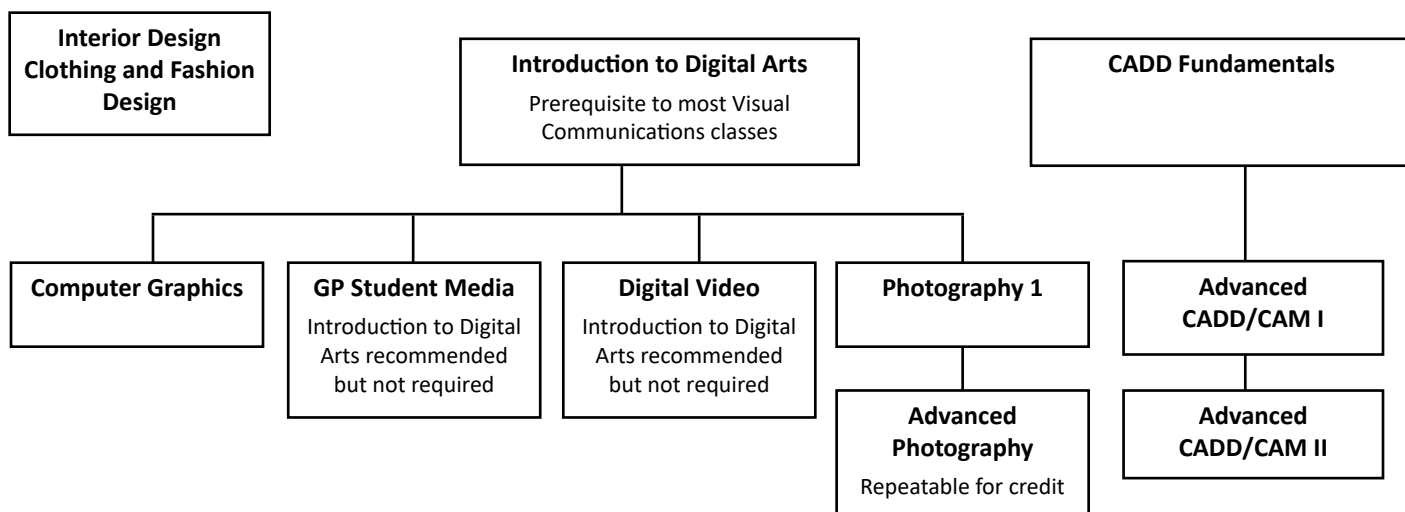 Interior Design
Clothing and Fashion
Design
Introduction to Digital Arts
Prerequisite to most Visual
Communications classes
CADD Fundamentals
Computer Graphics
GP Student Media
Introduction to Digital
Arts recommended
but not required
Digital Video
Introduction to Digital
Arts recommended
but not required
Photography 1
Advanced
CADD/CAM I
Advanced
Photography
Repeatable for credit
Advanced
CADD/CAM II